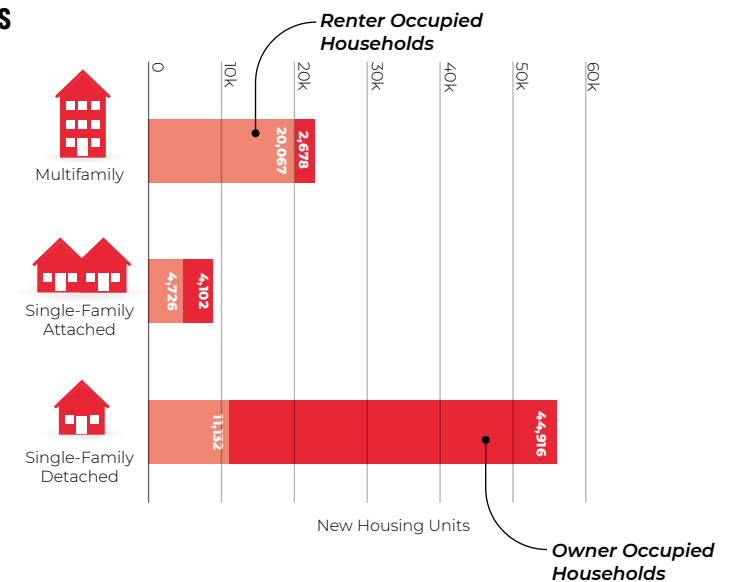 S
Renter Occupied
Households
0
10k
20k
30k
40k
50k
60k
20,067
2,678
Multifamily
4,726
4,102
Single-Family
Attached
11,132
44,916
Single-Family
Detached
New Housing Units
Owner Occupied
Households